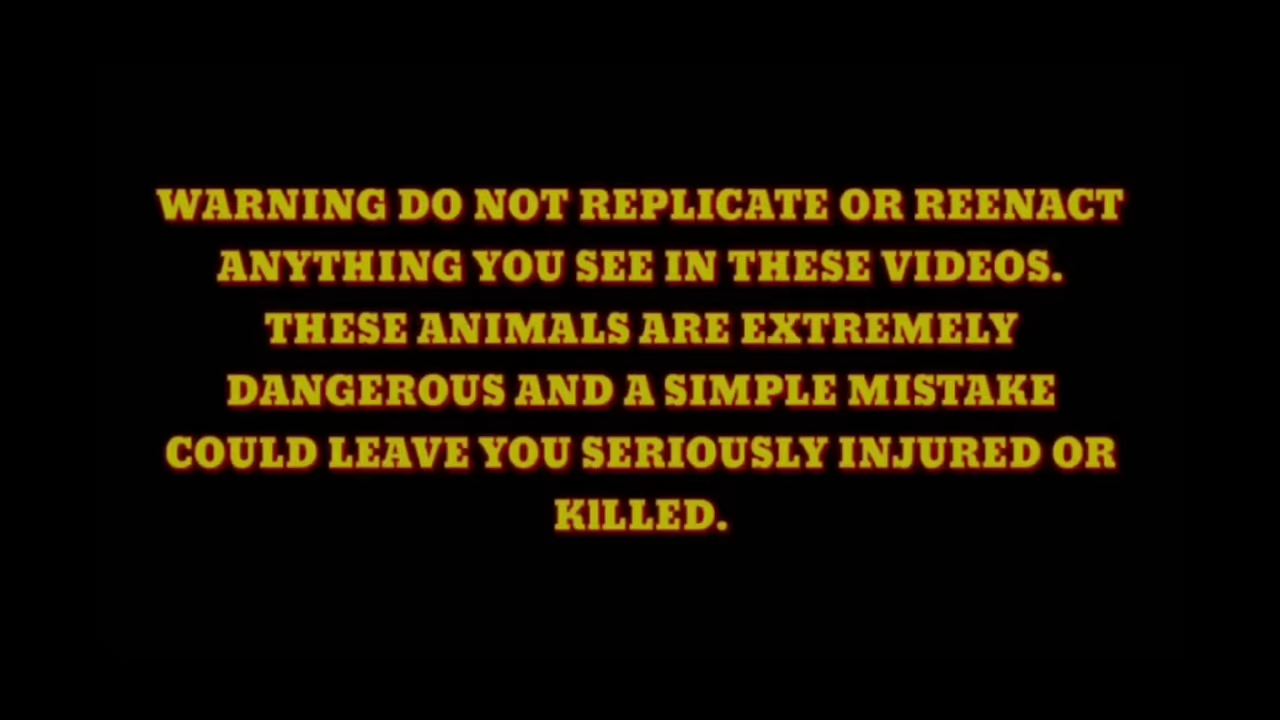 WARNING DO NOT REPLICATE OR REENACT
ANYTHING YOU SEE IN THESE VIDEOS.
THESE ANIMALS ARE EXTREMELY
DANGEROUS AND A SIMPLE MISTAKE
COULD LEAVE YOU SERIOUSLY INJURED OR
KlLLED.